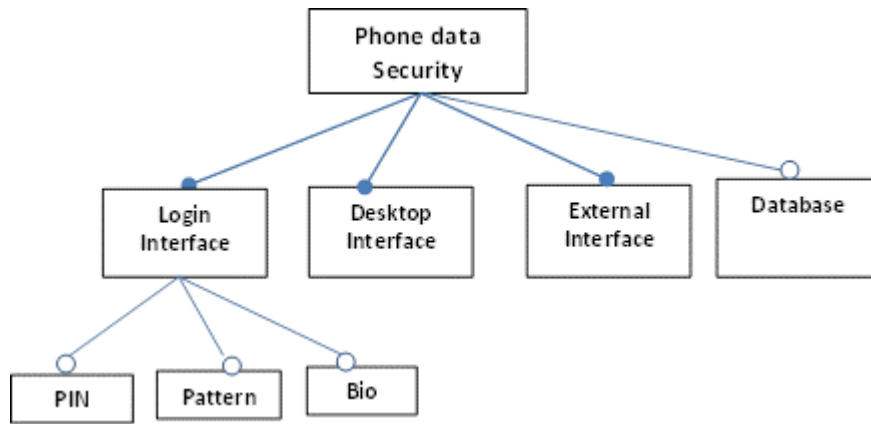 Phone data
Security
Login
Interface
Desktop
Interface
External
Interface
Database
PIN
Pattern
Bio